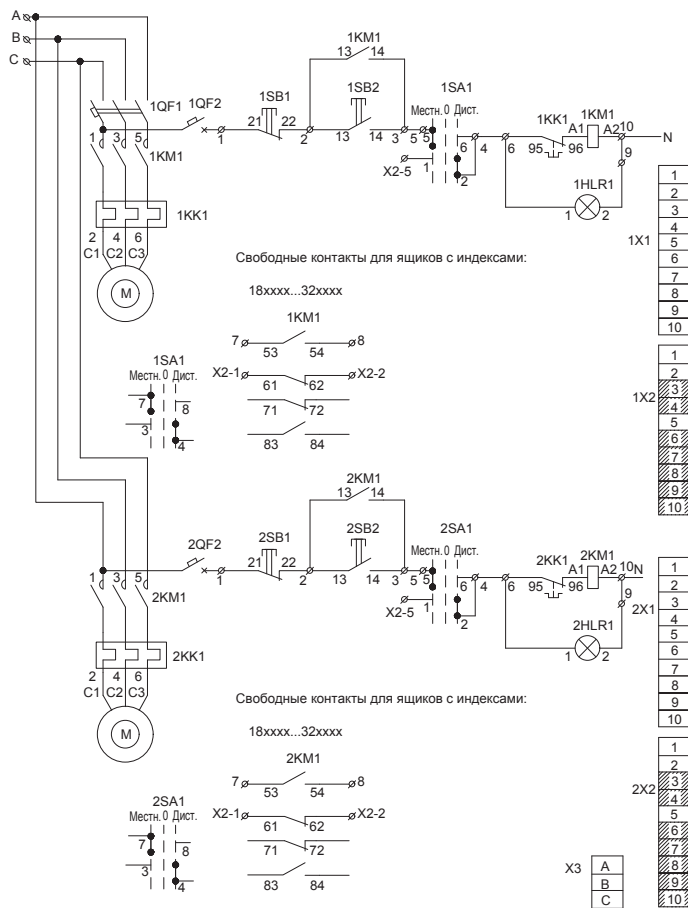 A
B
C
1QF1 1QF2
1KM1
13 14
1SB1 1SB2
21 22
13 14
1SA1
Местн. 0 Дист.
1KK1 1KM1
A1 A2 10 N
1 3 5
1 2 3 5 5
6 4 6 95 96 9
1KM1
X2-5 1 2
1HLR1
1 2
1KK1
2 4 6
C1 C2 C3
M
1X1
1
2
3
4
5
6
7
8
9
10
Свободные контакты для ящиков с индексами:
18xxxx...32xxxx
1KM1
7 53 54 8
1SA1
Местн. 0 Дист.
7 8
3 4
X2-1 61 62 X2-2
71 72
83 84
1X2
1
2
3
4
5
6
7
8
9
10
2KM1
13 14
2QF2 2SB1 2SB2
21 22
13 14
2SA1
Местн. 0 Дист.
2KK1 2KM1
A1 A2 10 N
1 3 5
1 2 3 5 5
6 4 6 95 96 9
2KM1
X2-5 1 2
2HLR1
1 2
2KK1
2 4 6
C1 C2 C3
M
2X1
1
2
3
4
5
6
7
8
9
10
Свободные контакты для ящиков с индексами:
18xxxx...32xxxx
2KM1
7 53 54 8
2SA1
Местн. 0 Дист.
7 8
3 4
X2-1 61 62 X2-2
71 72
83 84
2X2
1
2
3
4
5
6
7
8
9
10
X3
A
B
C